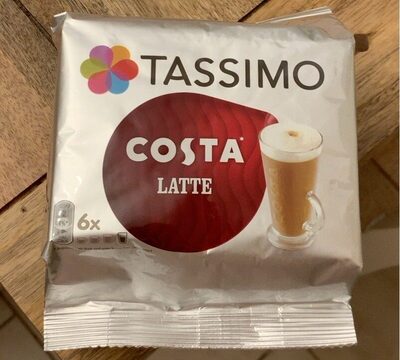 TASSIMO
COSTA
LATTE
6x